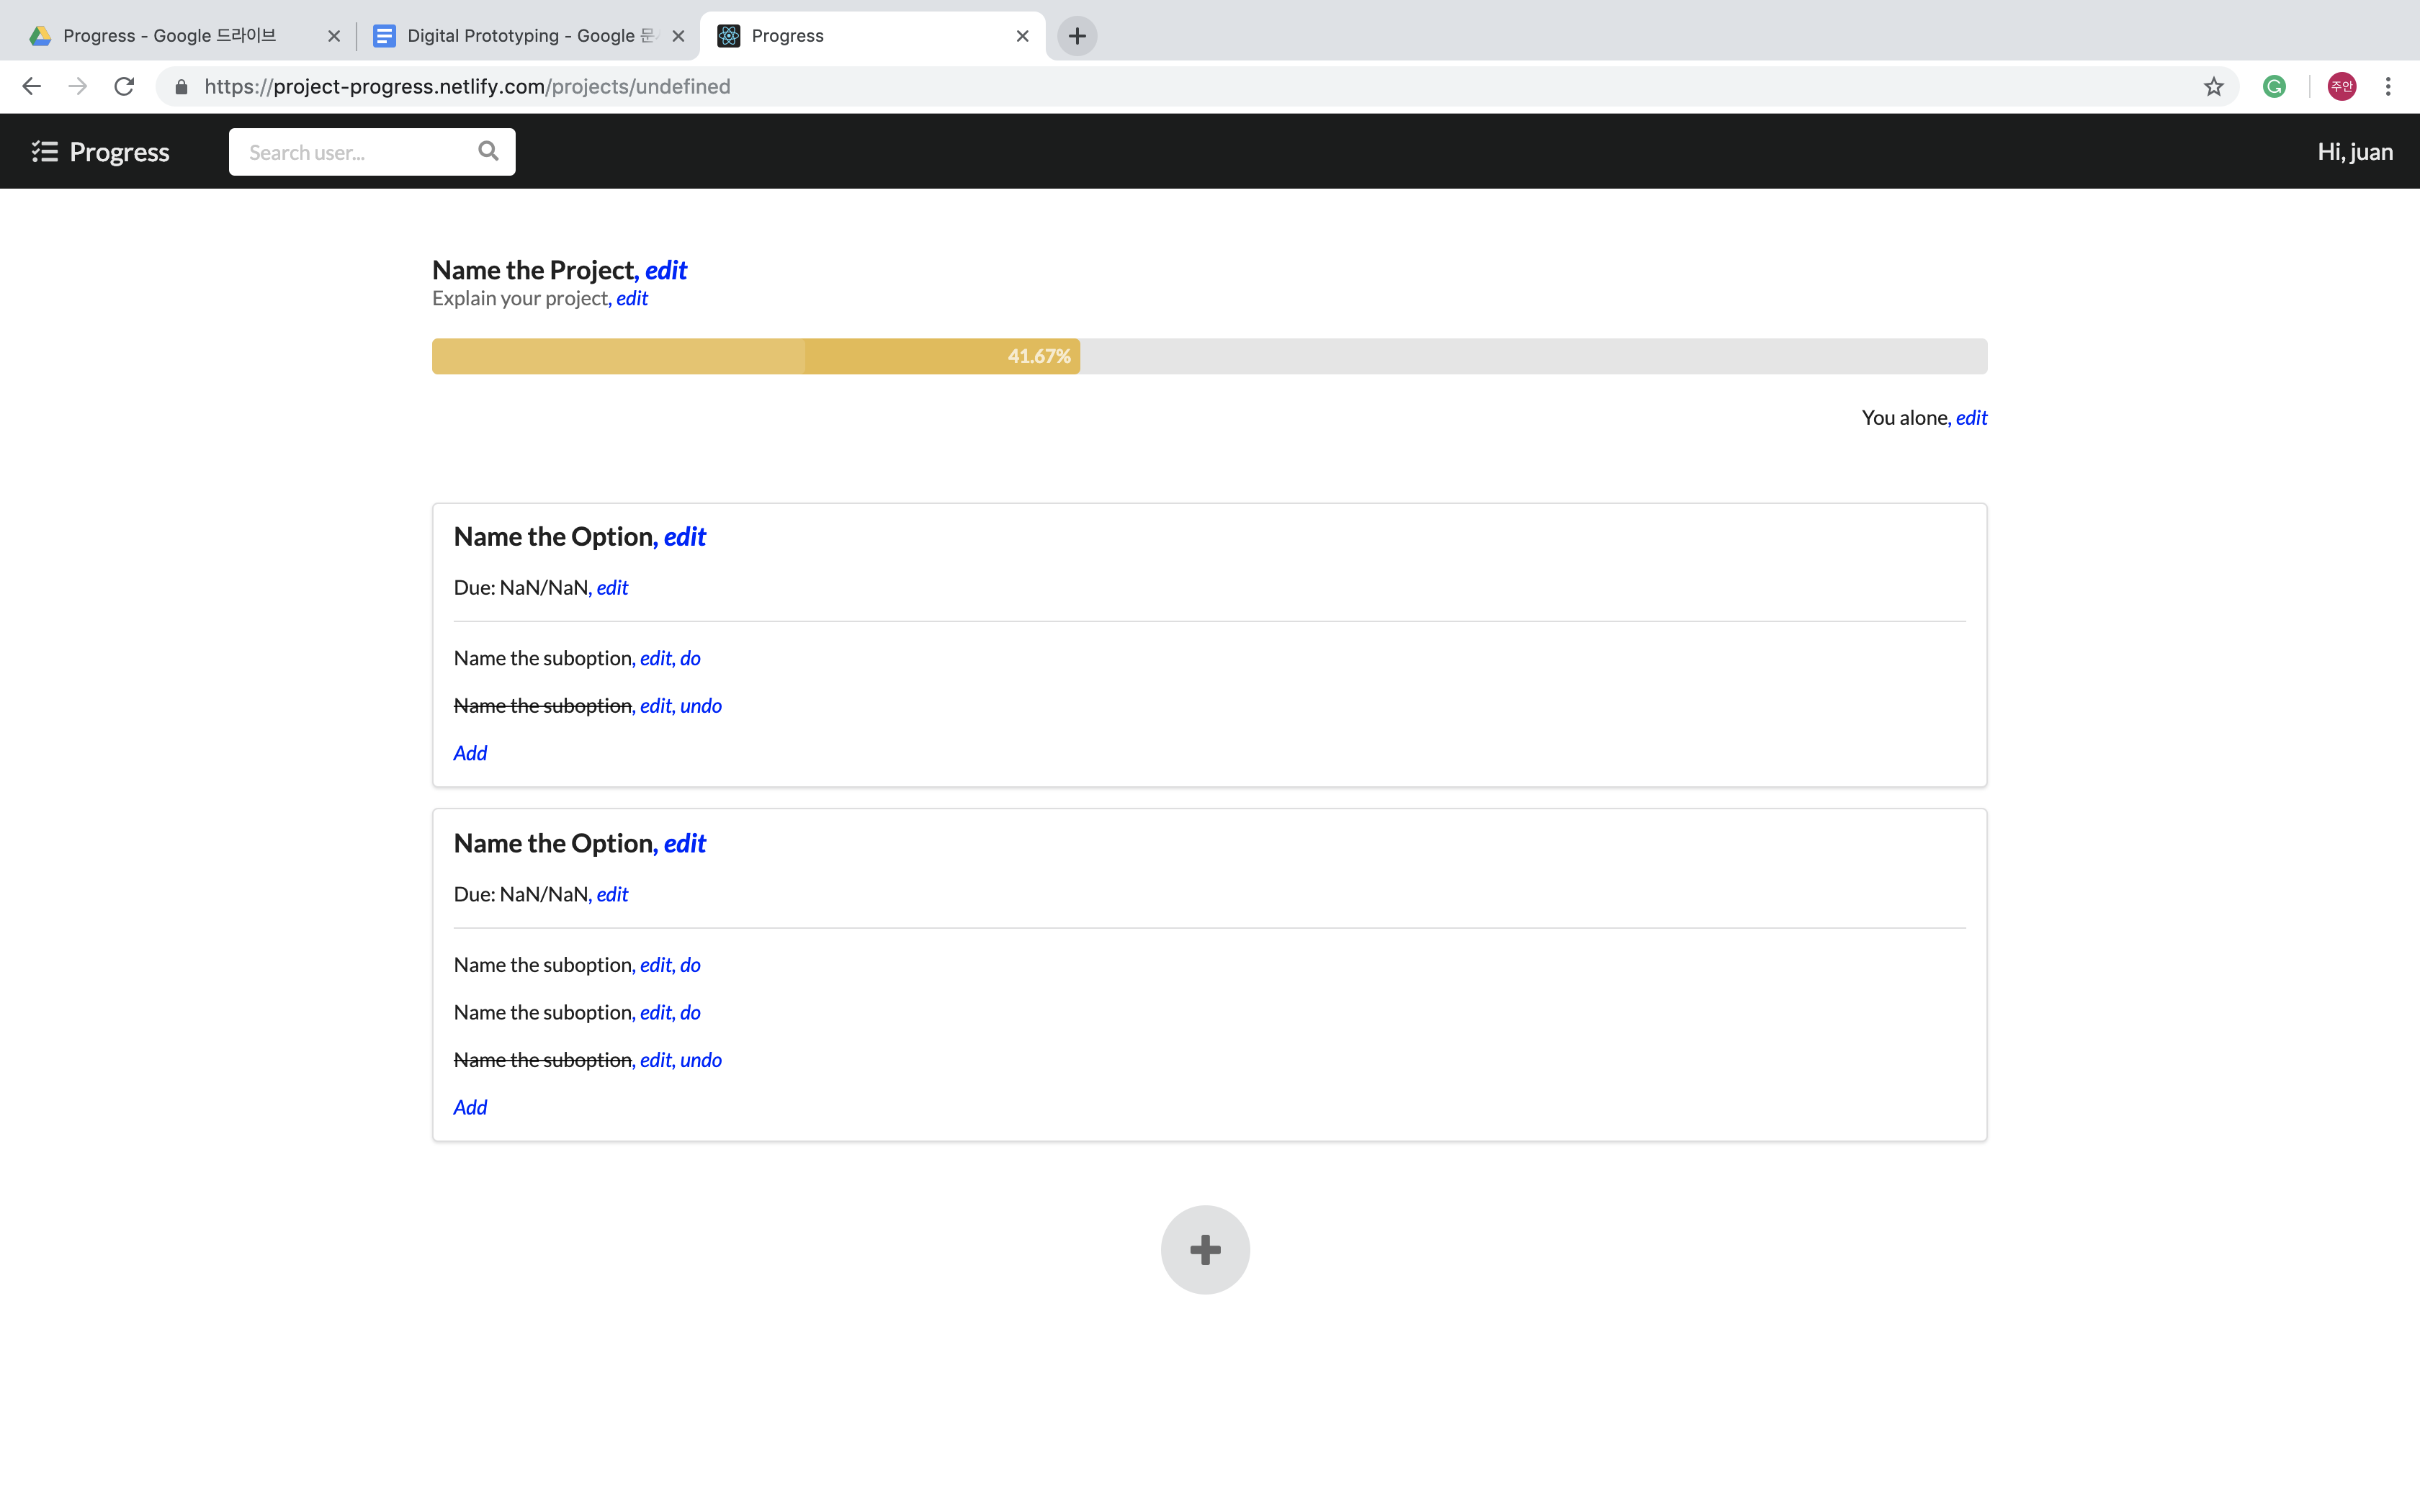 Progress - Google 드라이브
Digital Prototyping - Google 문
Progress
https://project-progress.netlify.com/projects/undefined
주안
Progress
Search user...
Hi, juan
Name the Project, edit
Explain your project, edit
41.67%
You alone, edit
Name the Option, edit
Due: NaN/NaN, edit
Name the suboption, edit, do
Name the suboption, edit, undo
Add
Name the Option, edit
Due: NaN/NaN, edit
Name the suboption, edit, do
Name the suboption, edit, do
Name the suboption, edit, undo
Add